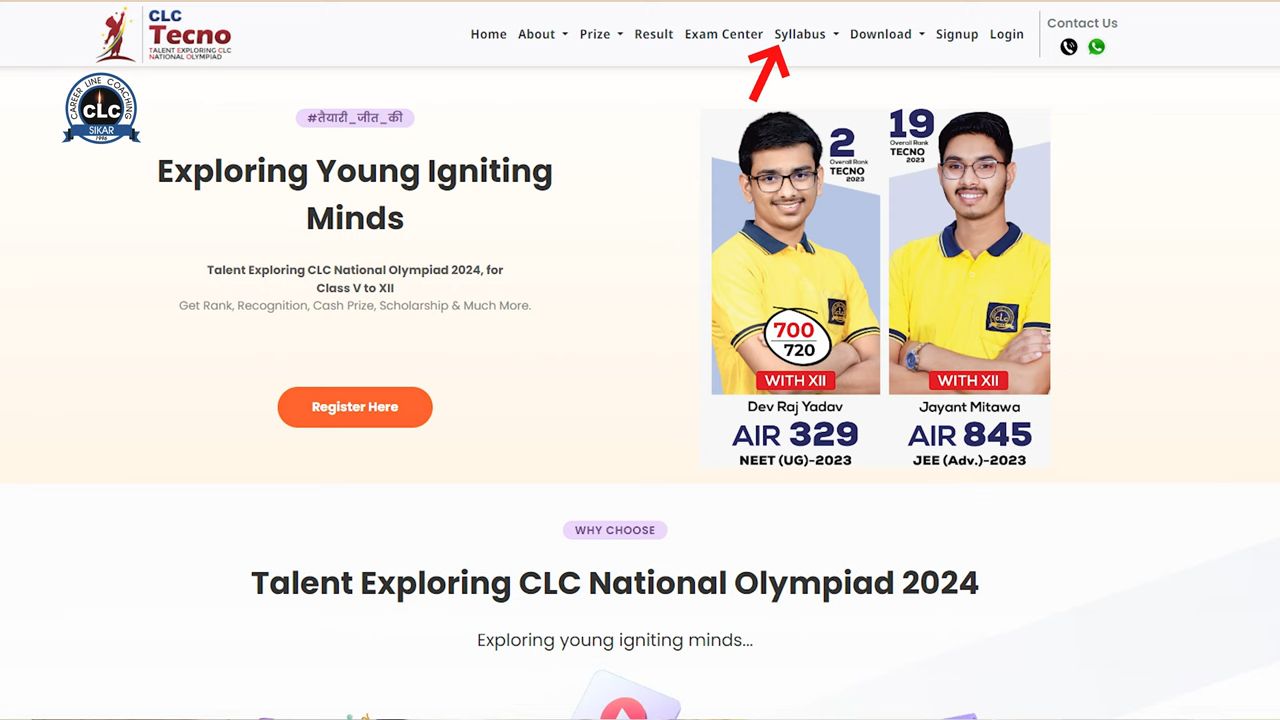 CLC
Tecno
TALENT EXPLORING CLC
NATIONAL OLYMPIAD
Home About Prize Result Exam Center Syllabus Download Signup Login
Contact Us
CAREER LINE COACHING
CLC
SIKAR
1996
#तैयारी_जीत_की
Exploring Young Igniting
Minds
Talent Exploring CLC National Olympiad 2024, for
Class V to XII
Get Rank, Recognition, Cash Prize, Scholarship & Much More.
Register Here
2
Overall Rank
TECNO
2023
700
720
WITH XII
Dev Raj Yadav
AIR 329
NEET (UG)-2023
19
Overall Rank
TECNO
2023
CLC
WITH XII
Jayant Mitawa
AIR 845
JEE (Adv.)-2023
WHY CHOOSE
Talent Exploring CLC National Olympiad 2024
Exploring young igniting minds...